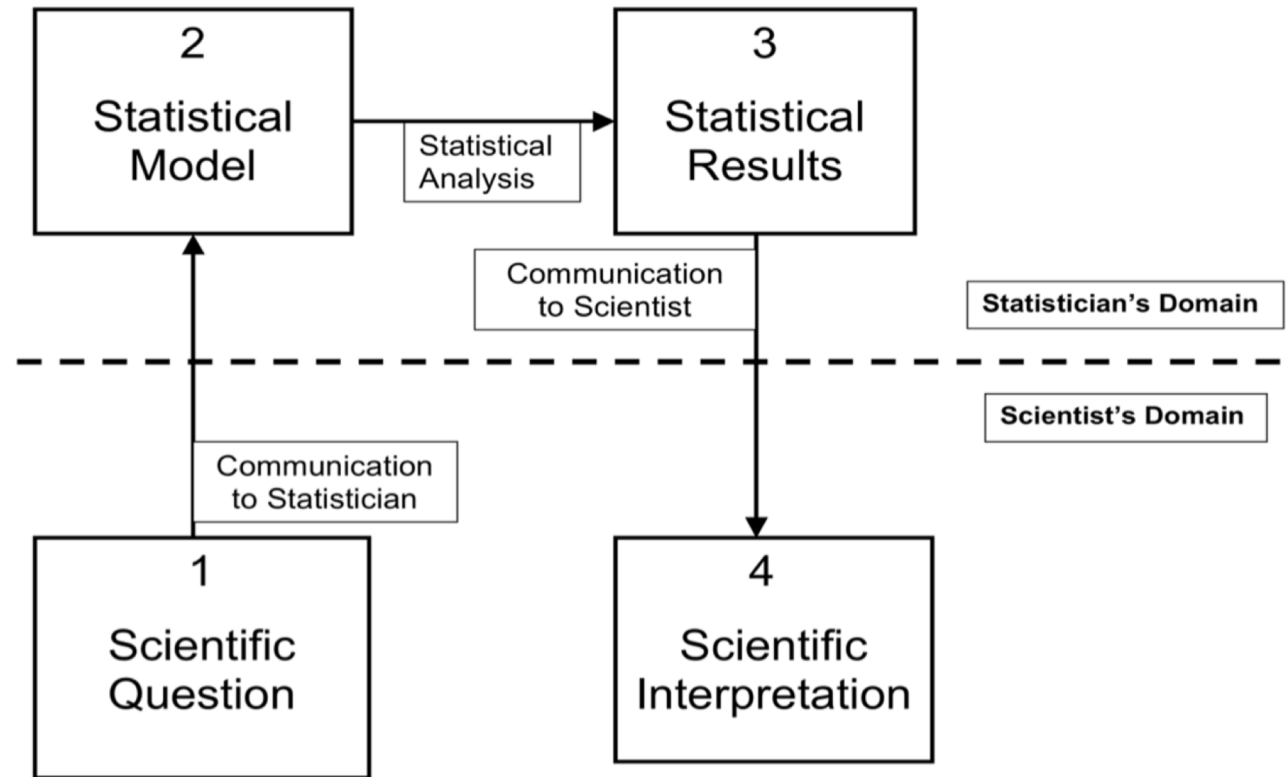 2
Statistical
Model
Statistical
Analysis
3
Statistical
Results
Communication
to Scientist
Statistician's Domain
Scientist's Domain
Communication
to Statistician
1
Scientific
Question
4
Scientific
Interpretation